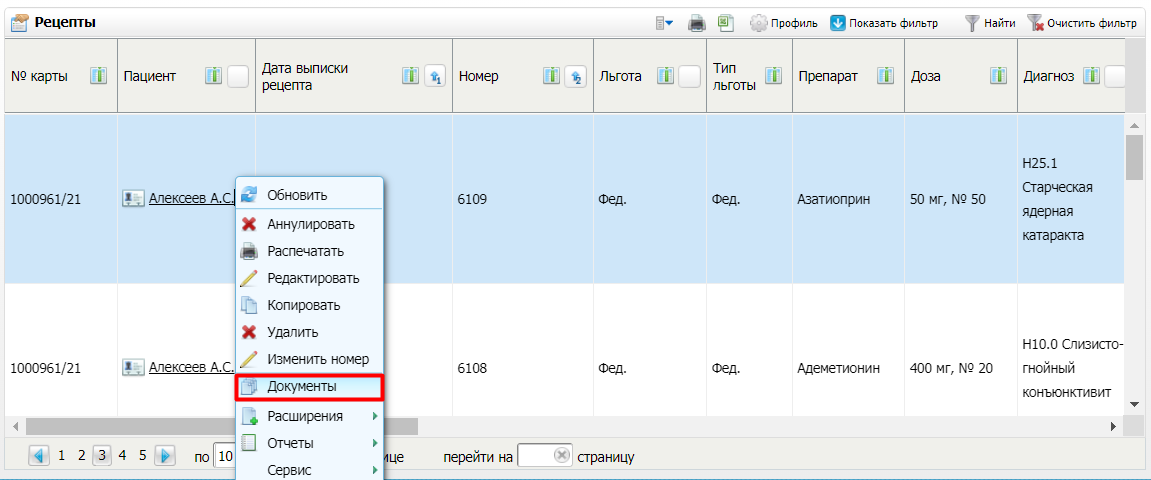 Рецепты
Профиль
Показать фильтр
Найти
Очистить фильтр
№ карты
Пациент
Дата выписки
рецепта
1
Номер
2
Льгота
Тип
льготы
Препарат
Доза
Диагноз
1000961/21
Алексеев А.С.
6109
Фед.
Фед.
Азатиоприн
50 мг, № 50
H25.1
Старческая
ядерная
катаракта
Обновить
Аннулировать
Распечатать
Редактировать
Копировать
Удалить
Изменить номер
Документы
Расширения
Отчеты
Сервис
1000961/21
Алексеев А.С.
6108
Фед.
Фед.
Адеметионин
400 мг, № 20
H10.0 Слизисто-
гнойный
конъюнктивит
1 2 3 4 5
по 10
нице
перейти на
страницу